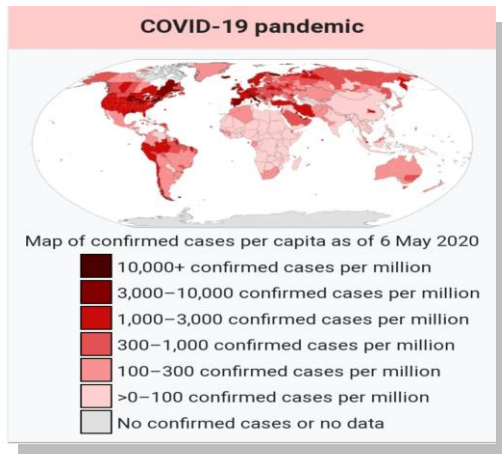 COVID-19 pandemic
Map of confirmed cases per capita as of 6 May 2020
10,000+ confirmed cases per million
3,000–10,000 confirmed cases per million
1,000–3,000 confirmed cases per million
300–1,000 confirmed cases per million
100–300 confirmed cases per million
>0–100 confirmed cases per million
No confirmed cases or no data